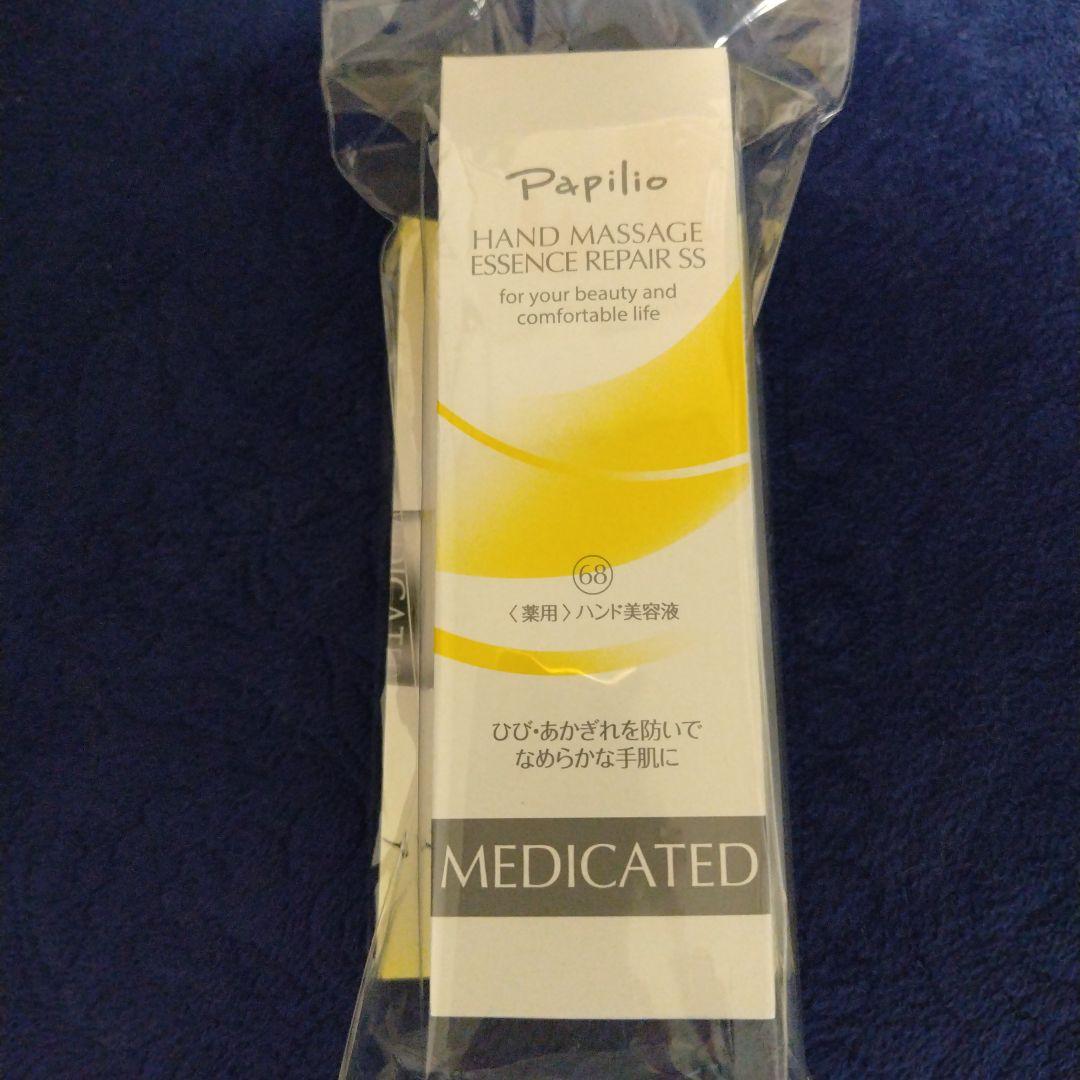 Papilio
HAND MASSAGE
ESSENCE REPAIR SS
for your beauty and
comfortable life
68
〈薬用〉ハンド美容液
ひび・あかぎれを防いで
なめらかな手肌に
MEDICATED